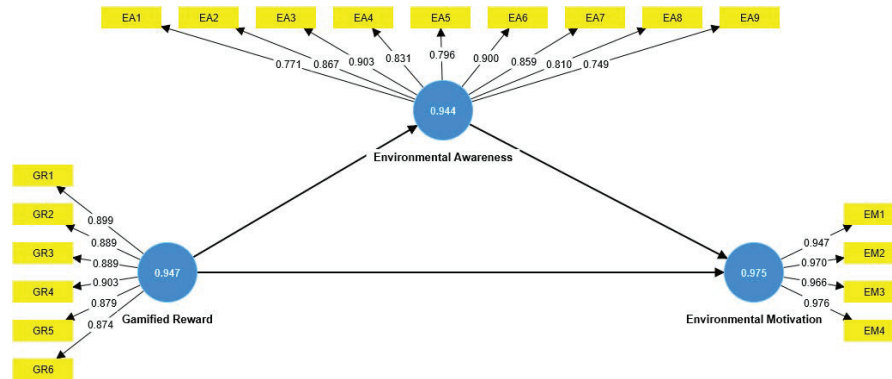 EA1 EA2 EA3 EA4 EA5 EA6 EA7 EA8 EA9
0.771 0.867 0.903 0.831 0.796 0.900 0.859 0.810 0.749
0.944
Environmental Awareness
GR1
GR2
GR3
GR4
GR5
GR6
0.899
0.889
0.889
0.903
0.879
0.874
0.947
Gamified Reward
0.975
Environmental Motivation
0.947
0.970
0.966
0.976
EM1
EM2
EM3
EM4